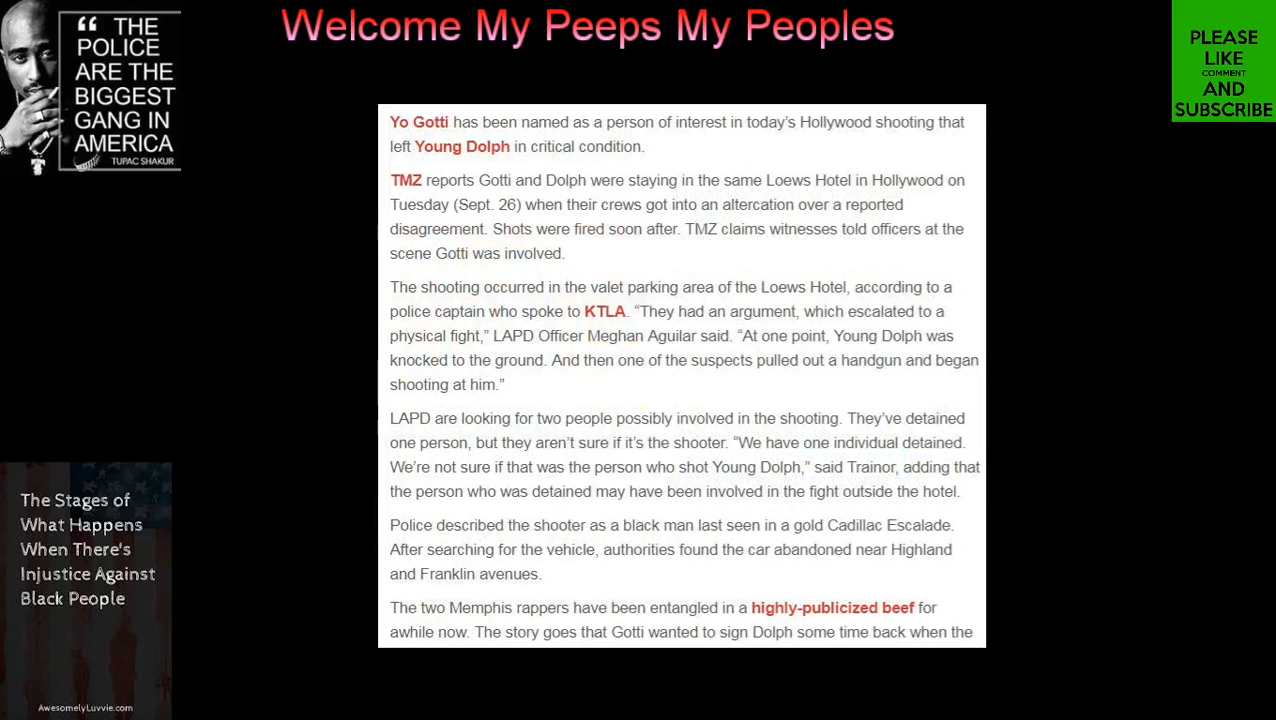 Welcome My Peeps My Peoples
“ THE
POLICE
ARE THE
BIGGEST
GANG IN
AMERICA
TUPAC SHAKUR
PLEASE
LIKE
COMMENT
AND
SUBSCRIBE
Yo Gotti has been named as a person of interest in today’s Hollywood shooting that
left Young Dolph in critical condition.
TMZ reports Gotti and Dolph were staying in the same Loews Hotel in Hollywood on
Tuesday (Sept. 26) when their crews got into an altercation over a reported
disagreement. Shots were fired soon after. TMZ claims witnesses told officers at the
scene Gotti was involved.
The shooting occurred in the valet parking area of the Loews Hotel, according to a
police captain who spoke to KTLA. “They had an argument, which escalated to a
physical fight,” LAPD Officer Meghan Aguilar said. “At one point, Young Dolph was
knocked to the ground. And then one of the suspects pulled out a handgun and began
shooting at him.”
LAPD are looking for two people possibly involved in the shooting. They’ve detained
one person, but they aren’t sure if it’s the shooter. “We have one individual detained.
We’re not sure if that was the person who shot Young Dolph,” said Trainor, adding that
the person who was detained may have been involved in the fight outside the hotel.
Police described the shooter as a black man last seen in a gold Cadillac Escalade.
After searching for the vehicle, authorities found the car abandoned near Highland
and Franklin avenues.
The two Memphis rappers have been entangled in a highly-publicized beef for
awhile now. The story goes that Gotti wanted to sign Dolph some time back when the
The Stages of
What Happens
When There's
Injustice Against
Black People
AwesomelyLuvvie.com